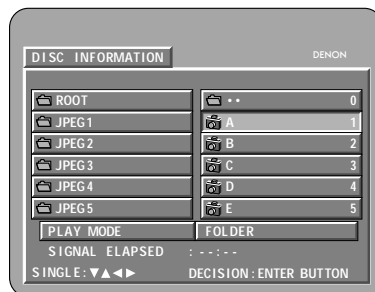 DISC INFORMATION DENON
ROOT
JPEG1
JPEG2
JPEG3
JPEG4
JPEG5
·· 0
A 1
B 2
C 3
D 4
E 5
PLAY MODE FOLDER
SIGNAL ELAPSED : --:--
SINGLE:▼▲◄► DECISION:ENTER BUTTON